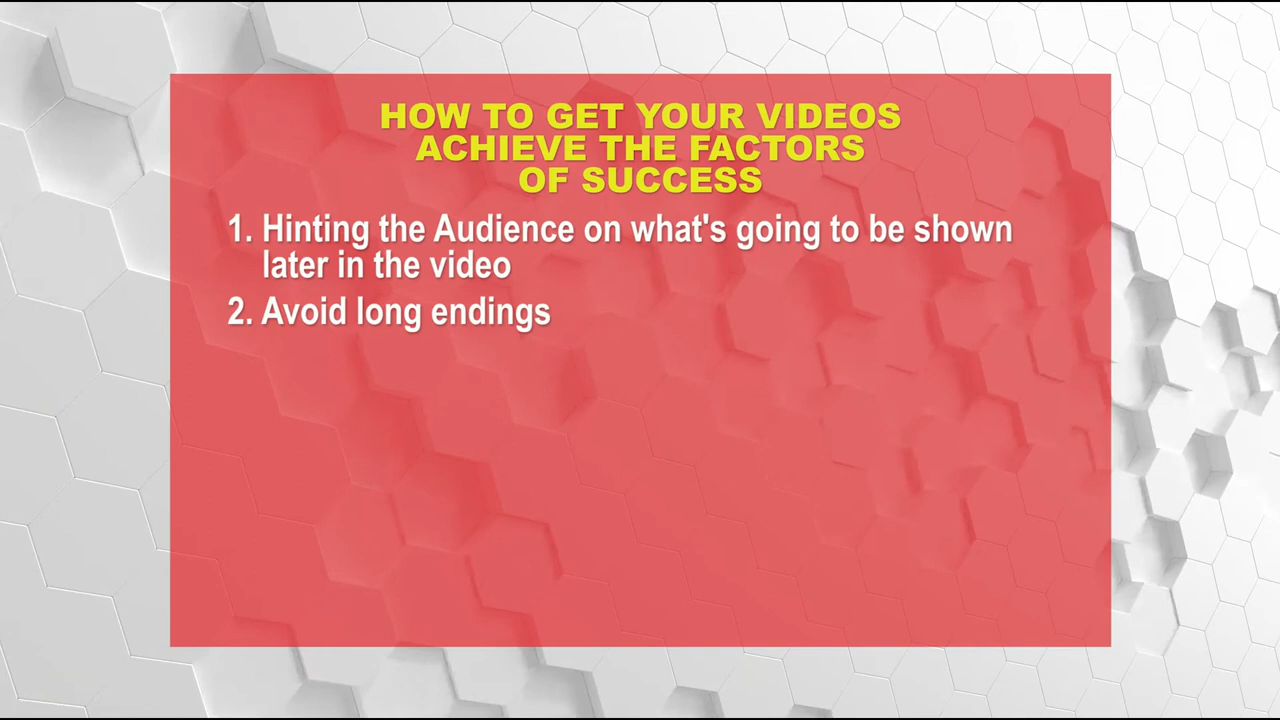 HOW TO GET YOUR VIDEOS
ACHIEVE THE FACTORS
OF SUCCESS
1. Hinting the Audience on what's going to be shown
later in the video
2. Avoid long endings